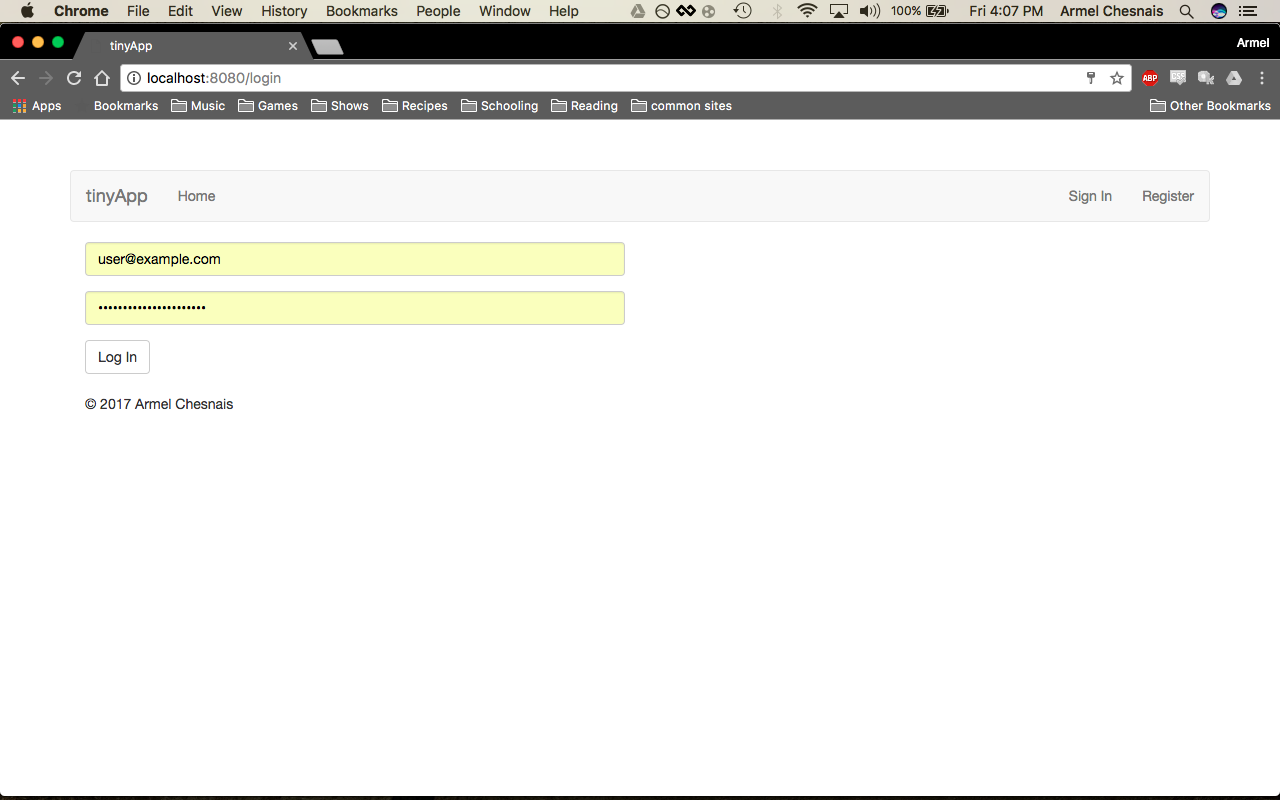 Chrome File Edit View History Bookmarks People Window Help 100% Fri 4:07 PM Armel Chesnais
tinyApp Armel
localhost:8080/login ABP
Apps Bookmarks Music Games Shows Recipes Schooling Reading common sites Other Bookmarks
tinyApp Home Sign In Register
user@example.com
••••••••••••••••••••••
Log In
© 2017 Armel Chesnais